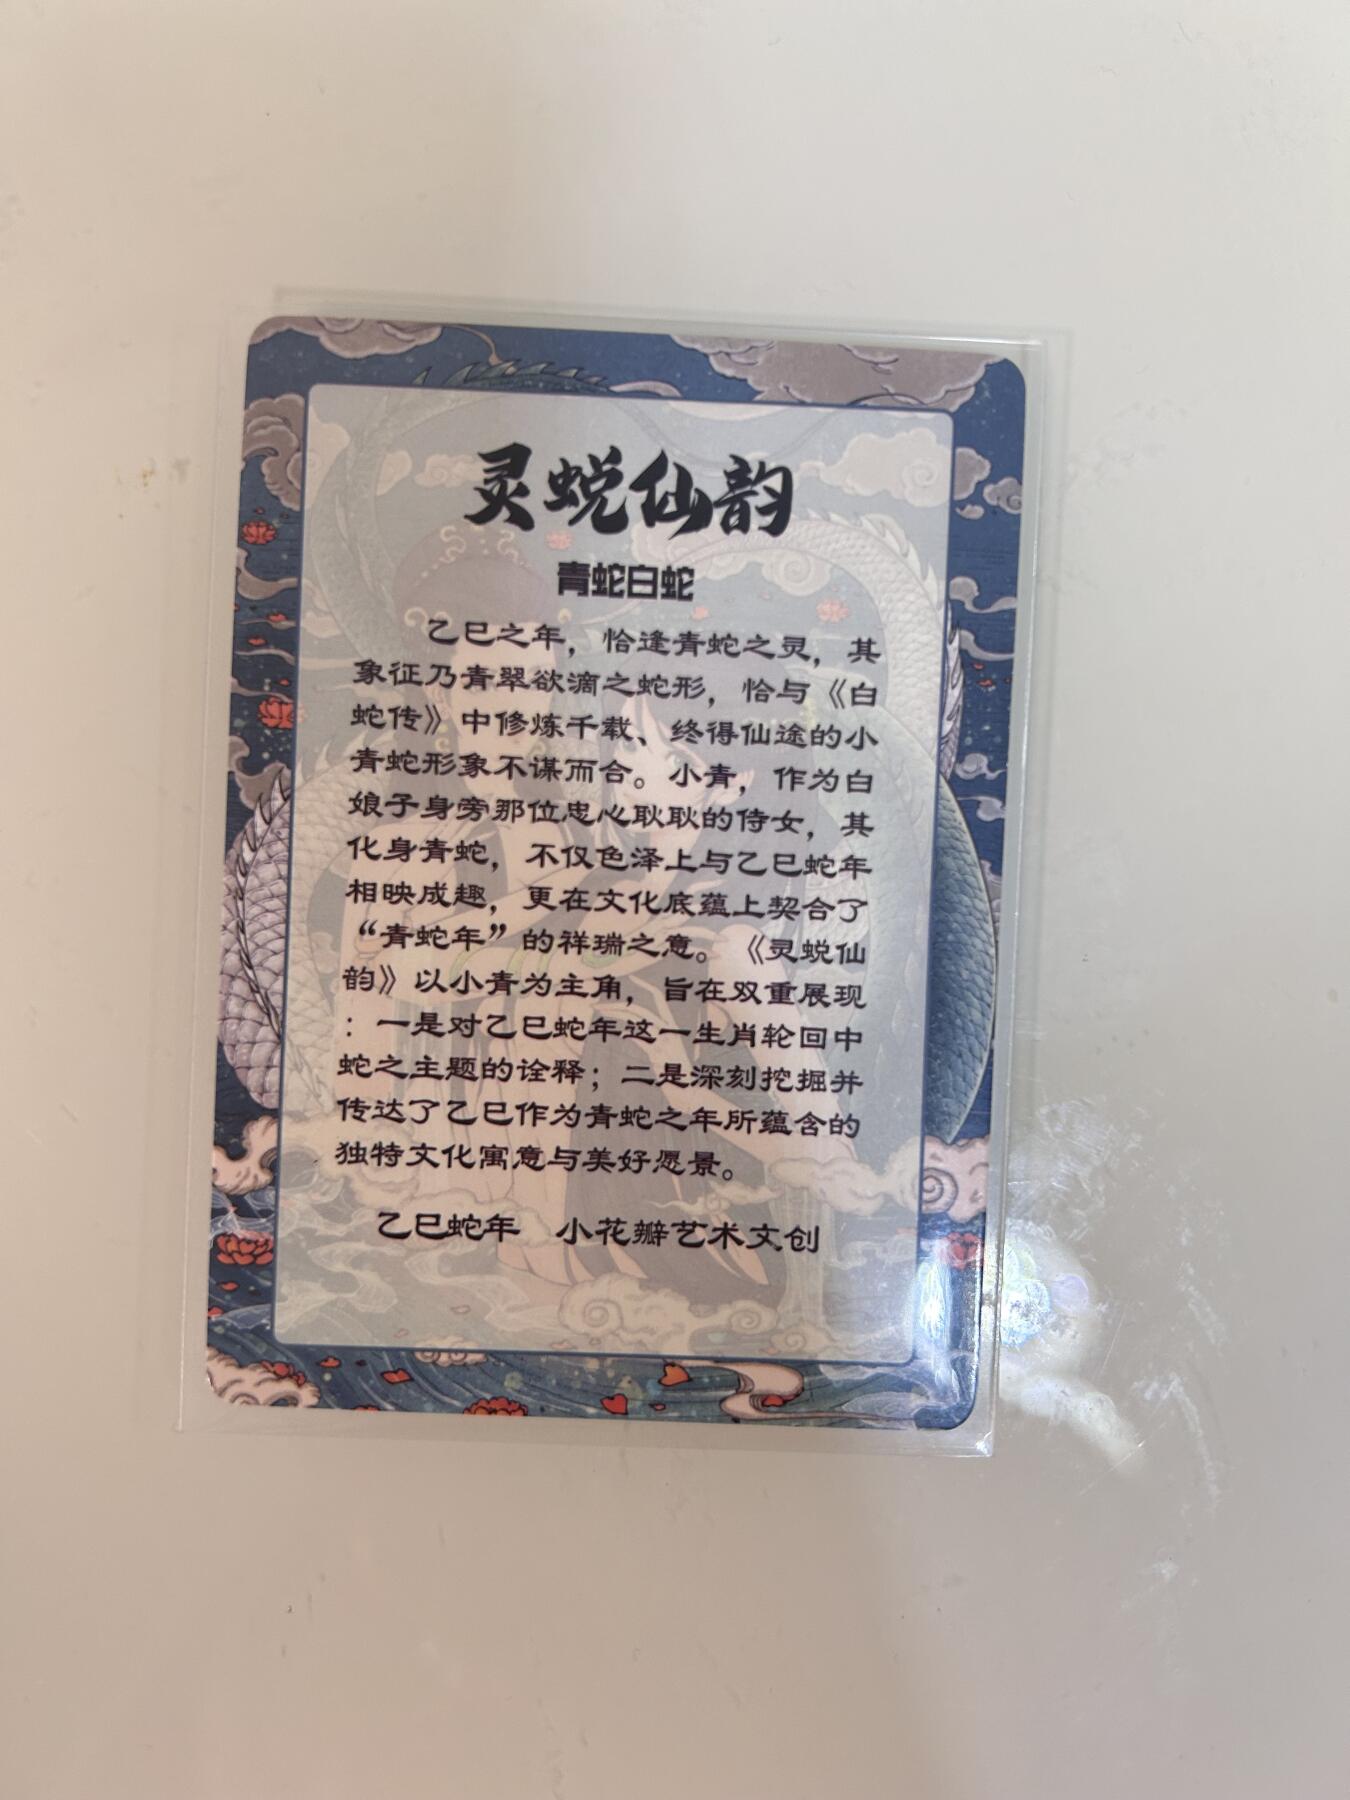 灵蜕仙韵
青蛇白蛇
乙巳之年，恰逢青蛇之灵，其
象征乃青翠欲滴之蛇形，恰与《白
蛇传》中修炼千载、终得仙途的小
青蛇形象不谋而合。小青，作为白
娘子身旁那位忠心耿耿的侍女，其
化身青蛇，不仅色泽上与乙巳蛇年
相映成趣，更在文化底蕴上契合了
“青蛇年”的祥瑞之意。《灵蜕仙
韵》以小青为主角，旨在双重展现
：一是对乙巳蛇年这一生肖轮回中
蛇之主题的诠释；二是深刻挖掘并
传达了乙巳作为青蛇之年所蕴含的
独特文化寓意与美好愿景。
乙巳蛇年 小花瓣艺术文创